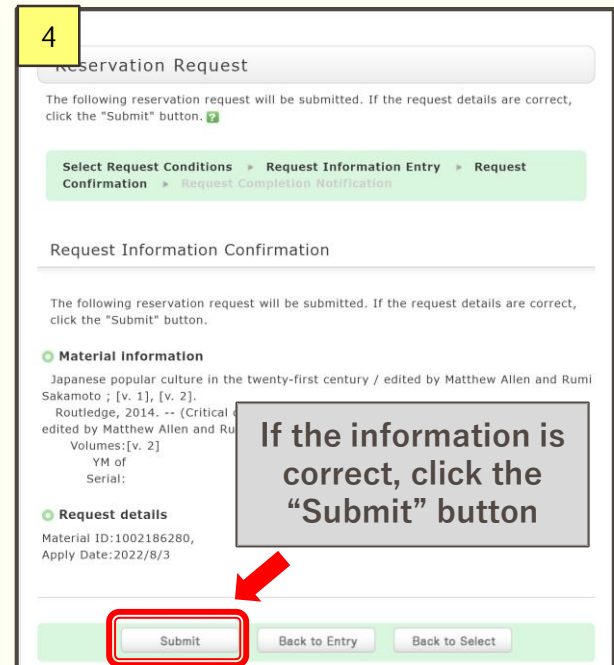 4
Reservation Request
The following reservation request will be submitted. If the request details are correct,
click the "Submit" button. ?
Select Request Conditions ▶ Request Information Entry ▶ Request
Confirmation ▶ Request Completion Notification
Request Information Confirmation
The following reservation request will be submitted. If the request details are correct,
click the "Submit" button.
Material information
Japanese popular culture in the twenty-first century / edited by Matthew Allen and Rumi
Sakamoto ; [v. 1], [v. 2].
Routledge, 2014. -- (Critical
edited by Matthew Allen and
Volumes:[v. 2]
YM of
Serial:
If the information is
correct, click the
“Submit” button
Request details
Material ID:1002186280,
Apply Date:2022/8/3
Submit Back to Entry Back to Select